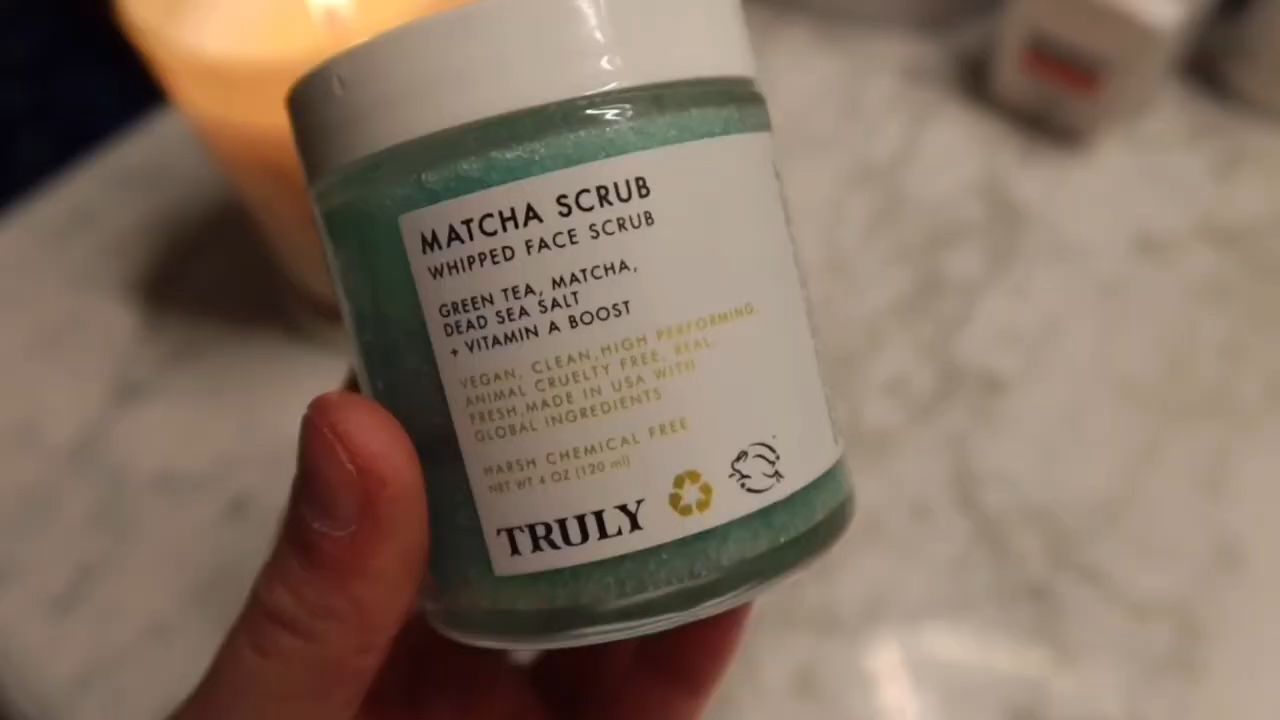 MATCHA SCRUB
WHIPPED FACE SCRUB
GREEN TEA, MATCHA,
DEAD SEA SALT
+ VITAMIN A BOOST
VEGAN, CLEAN, HIGH PERFORMING,
ANIMAL CRUELTY FREE, REAL,
FRESH, MADE IN USA WITH
GLOBAL INGREDIENTS
HARSH CHEMICAL FREE
NET WT 4 OZ (120 ml)
TRULY